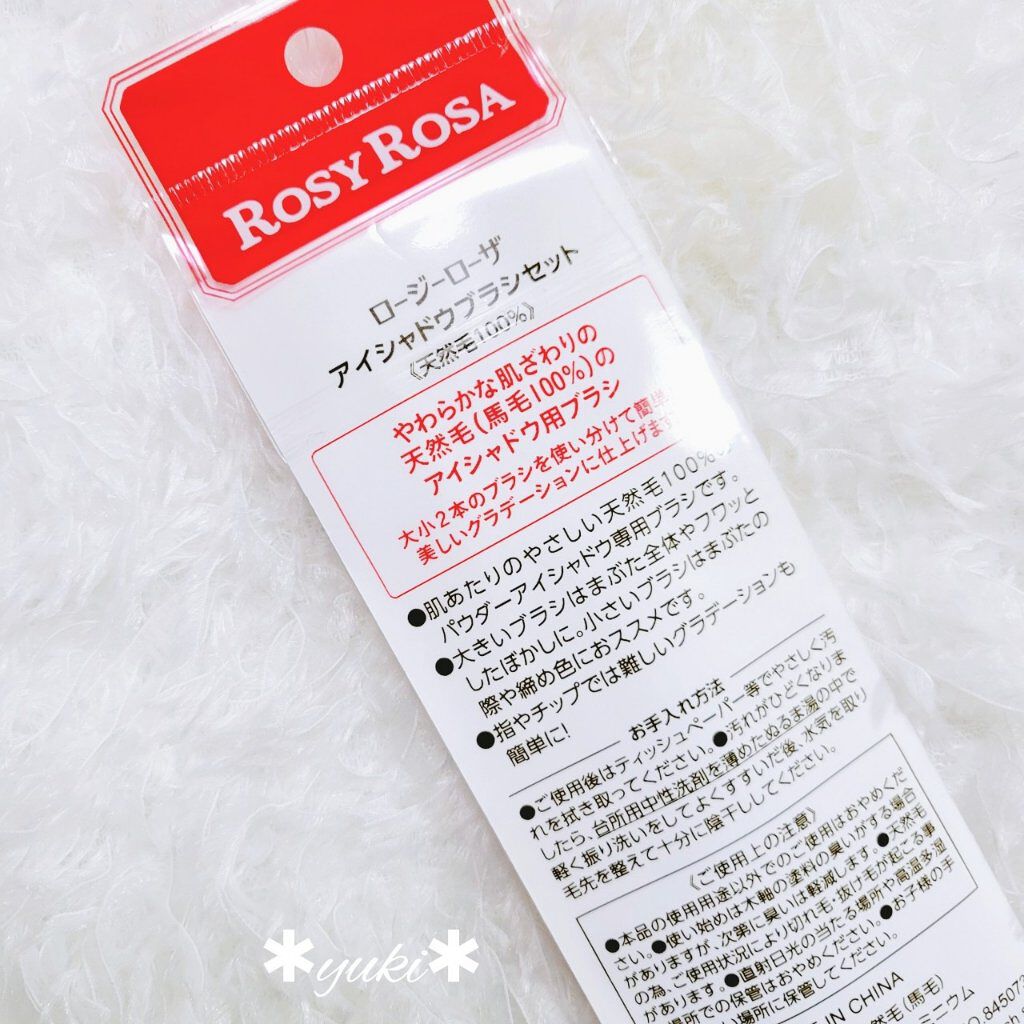 ROSY ROSA
ロージーローザ
アイシャドウブラシセット
《天然毛100%》
やわらかな肌ざわりの
天然毛(馬毛100%)の
アイシャドウ用ブラシ
大小2本のブラシを使い分けて簡単
美しいグラデーションに仕上げます
●肌あたりのやさしい天然毛100%の
パウダーアイシャドウ専用ブラシです。
●大きいブラシはまぶた全体やフワッと
したぼかしに。小さいブラシはまぶたの
際や締め色におススメです。
●指やチップでは難しいグラデーションも
簡単に!
お手入れ方法
●ご使用後はティッシュペーパー等でやさしく汚
れを拭き取ってください。●汚れがひどくなりま
したら、台所用中性洗剤を薄めたぬるま湯の中で
軽く振り洗いをしてよくすすいだ後、水気を取り
毛先を整えて十分に陰干ししてください。
《ご使用上の注意》
●本品の使用用途以外でのご使用はおやめくだ
さい。●使い始めは木軸の塗料の臭いがする場合
がありますが、次第に臭いは軽減します。●天然毛
の為、ご使用状況により切れ毛・抜け毛が起こる事
があります。●直射日光の当たる場所や高温多湿
場所での保管はおやめください。●お子様の手
い場所に保管してください。
IN CHINA
然毛(馬毛)
ミニウム
84507
*yuki*